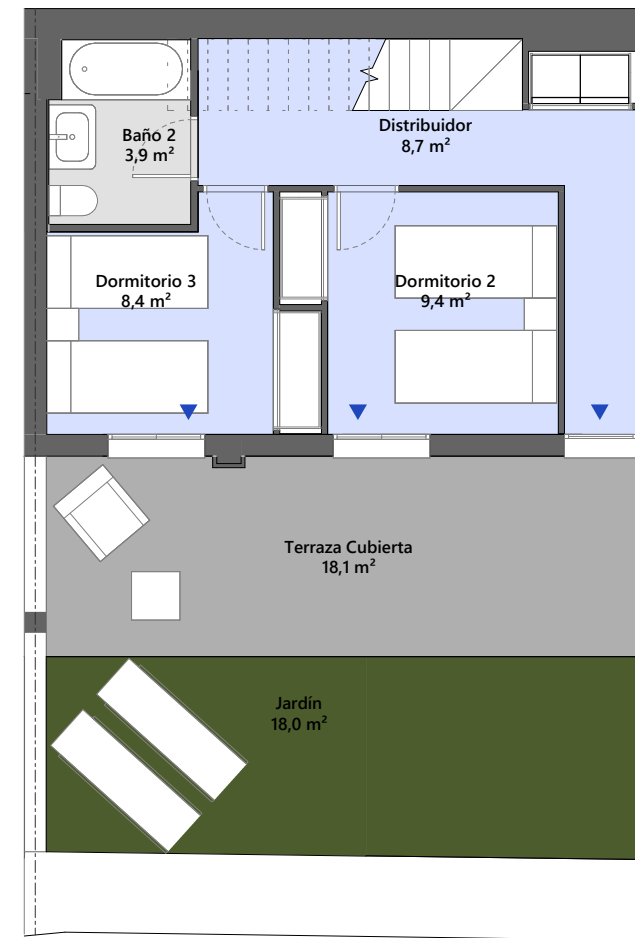 Baño 2
3,9 m²
Distribuidor
8,7 m²
Dormitorio 3
8,4 m²
Dormitorio 2
9,4 m²
Terraza Cubierta
18,1 m²
Jardín
18,0 m²